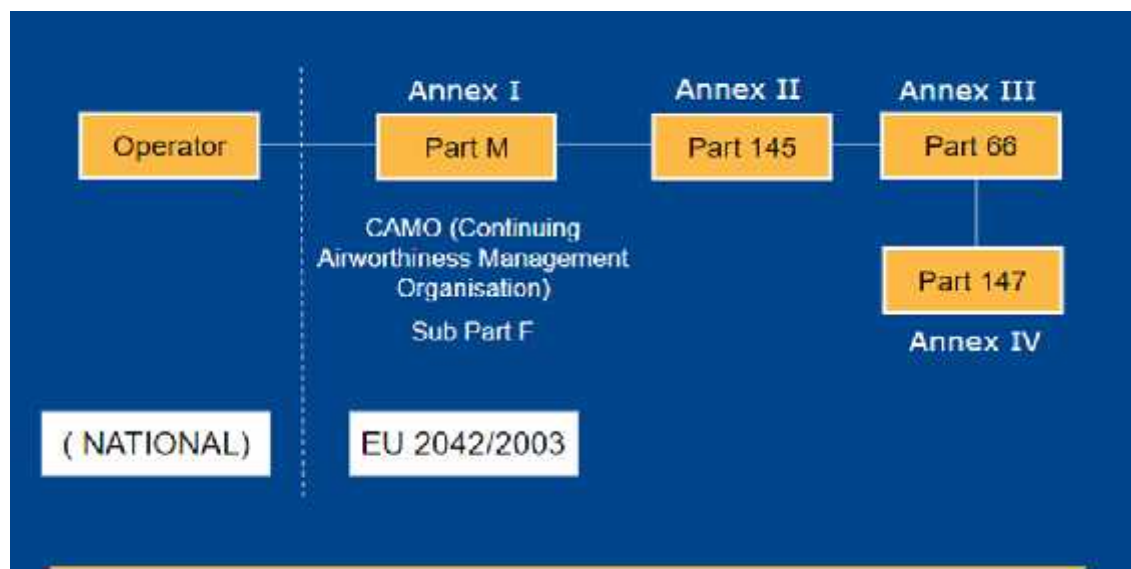 Annex I
Annex II
Annex III
Operator
Part M
Part 145
Part 66
CAMO (Continuing
Airworthiness Management
Organisation)
Sub Part F
Part 147
Annex IV
( NATIONAL)
EU 2042/2003